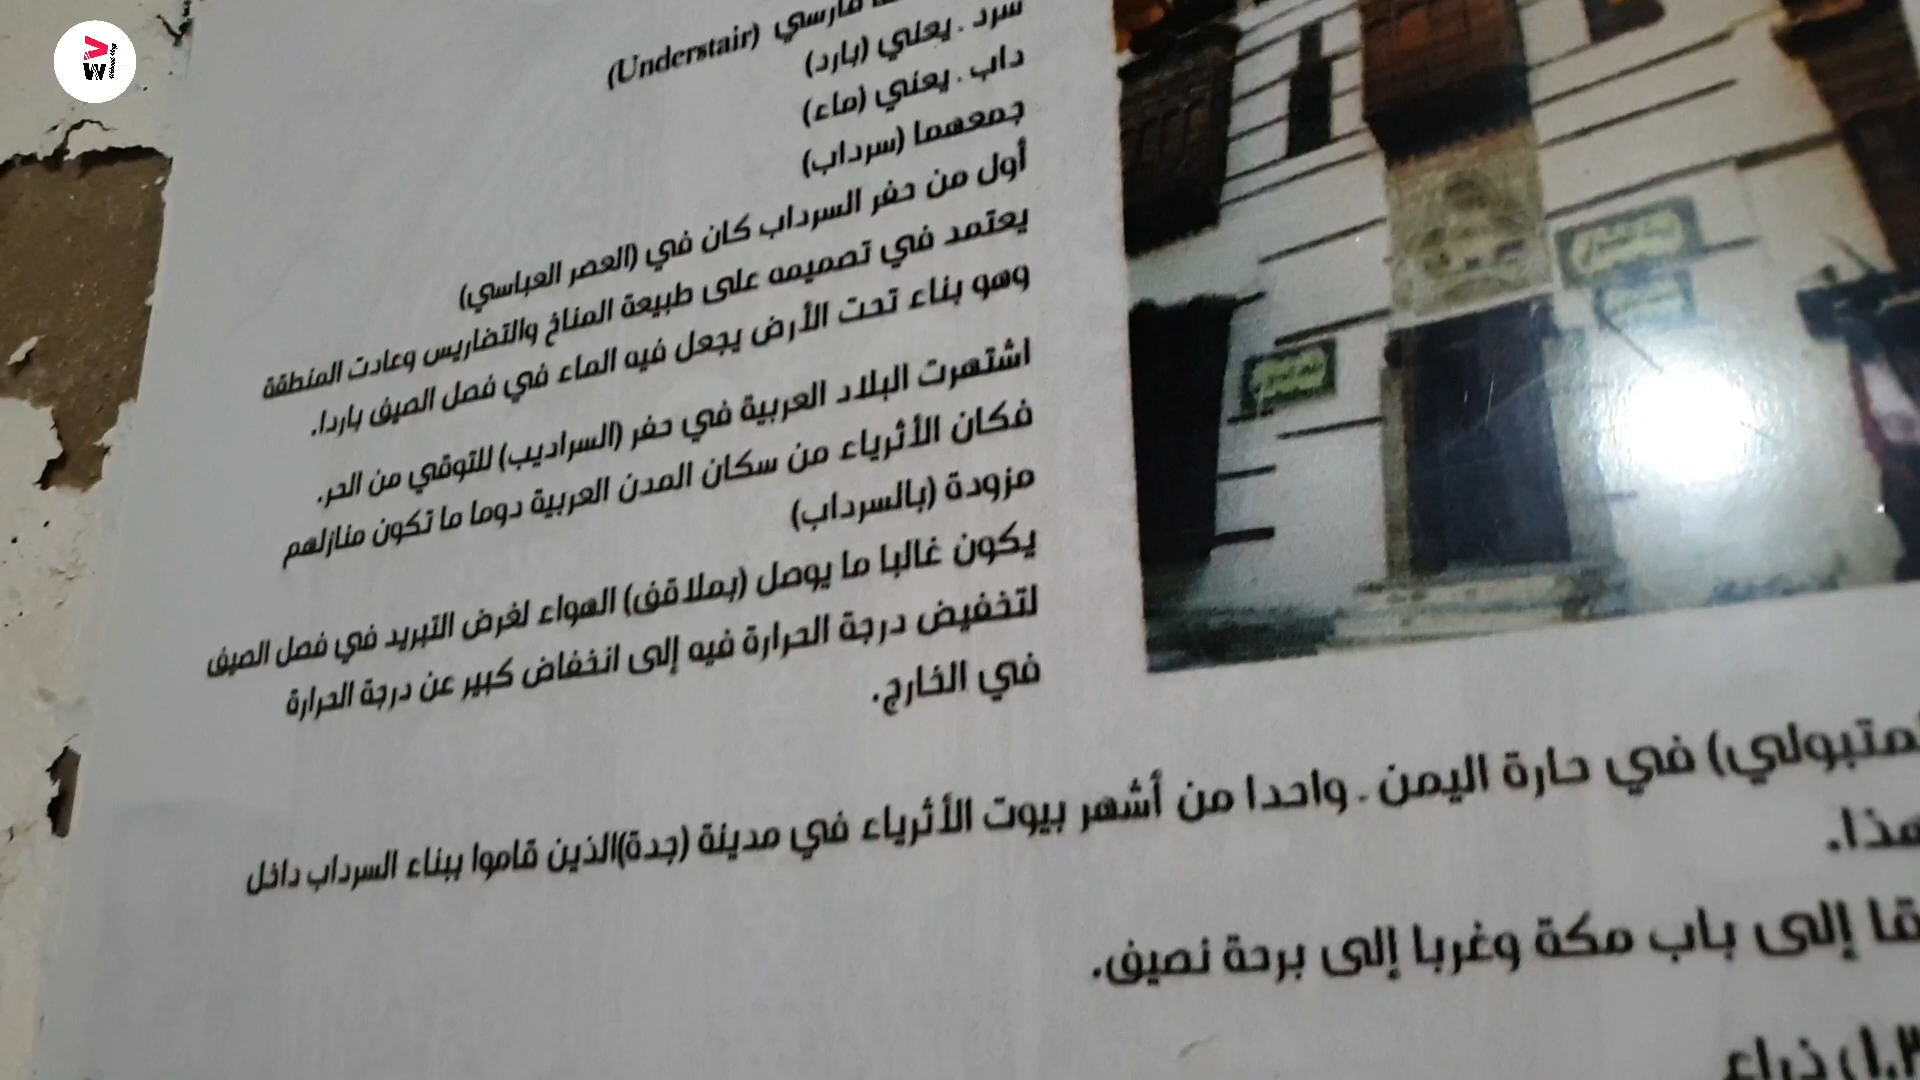 فارسي (Understair)
سرد . يعني (بارد)
داب . يعني (ماء)
جمعهما (سرداب)
أول من حفر السرداب كان في (العصر العباسي)
يعتمد في تصميمه على طبيعة المناخ والتضاريس وعادت المنطقة
وهو بناء تحت الأرض يجعل فيه الماء في فصل الصيف باردا.
اشتهرت البلاد العربية في حفر (السراديب) للتوقي من الحر.
فكان الأثرياء من سكان المدن العربية دوما ما تكون منازلهم
مزودة (بالسرداب)
يكون غالبا ما يوصل (بملاقف) الهواء لغرض التبريد في فصل الصيف
لتخفيض درجة الحرارة فيه إلى انخفاض كبير عن درجة الحرارة
في الخارج.
متبولي) في حارة اليمن . واحدا من أشهر بيوت الأثرياء في مدينة (جدة)الذين قاموا ببناء السرداب داخل
هذا.
قا إلى باب مكة وغربا إلى برحة نصيف.
ذراع